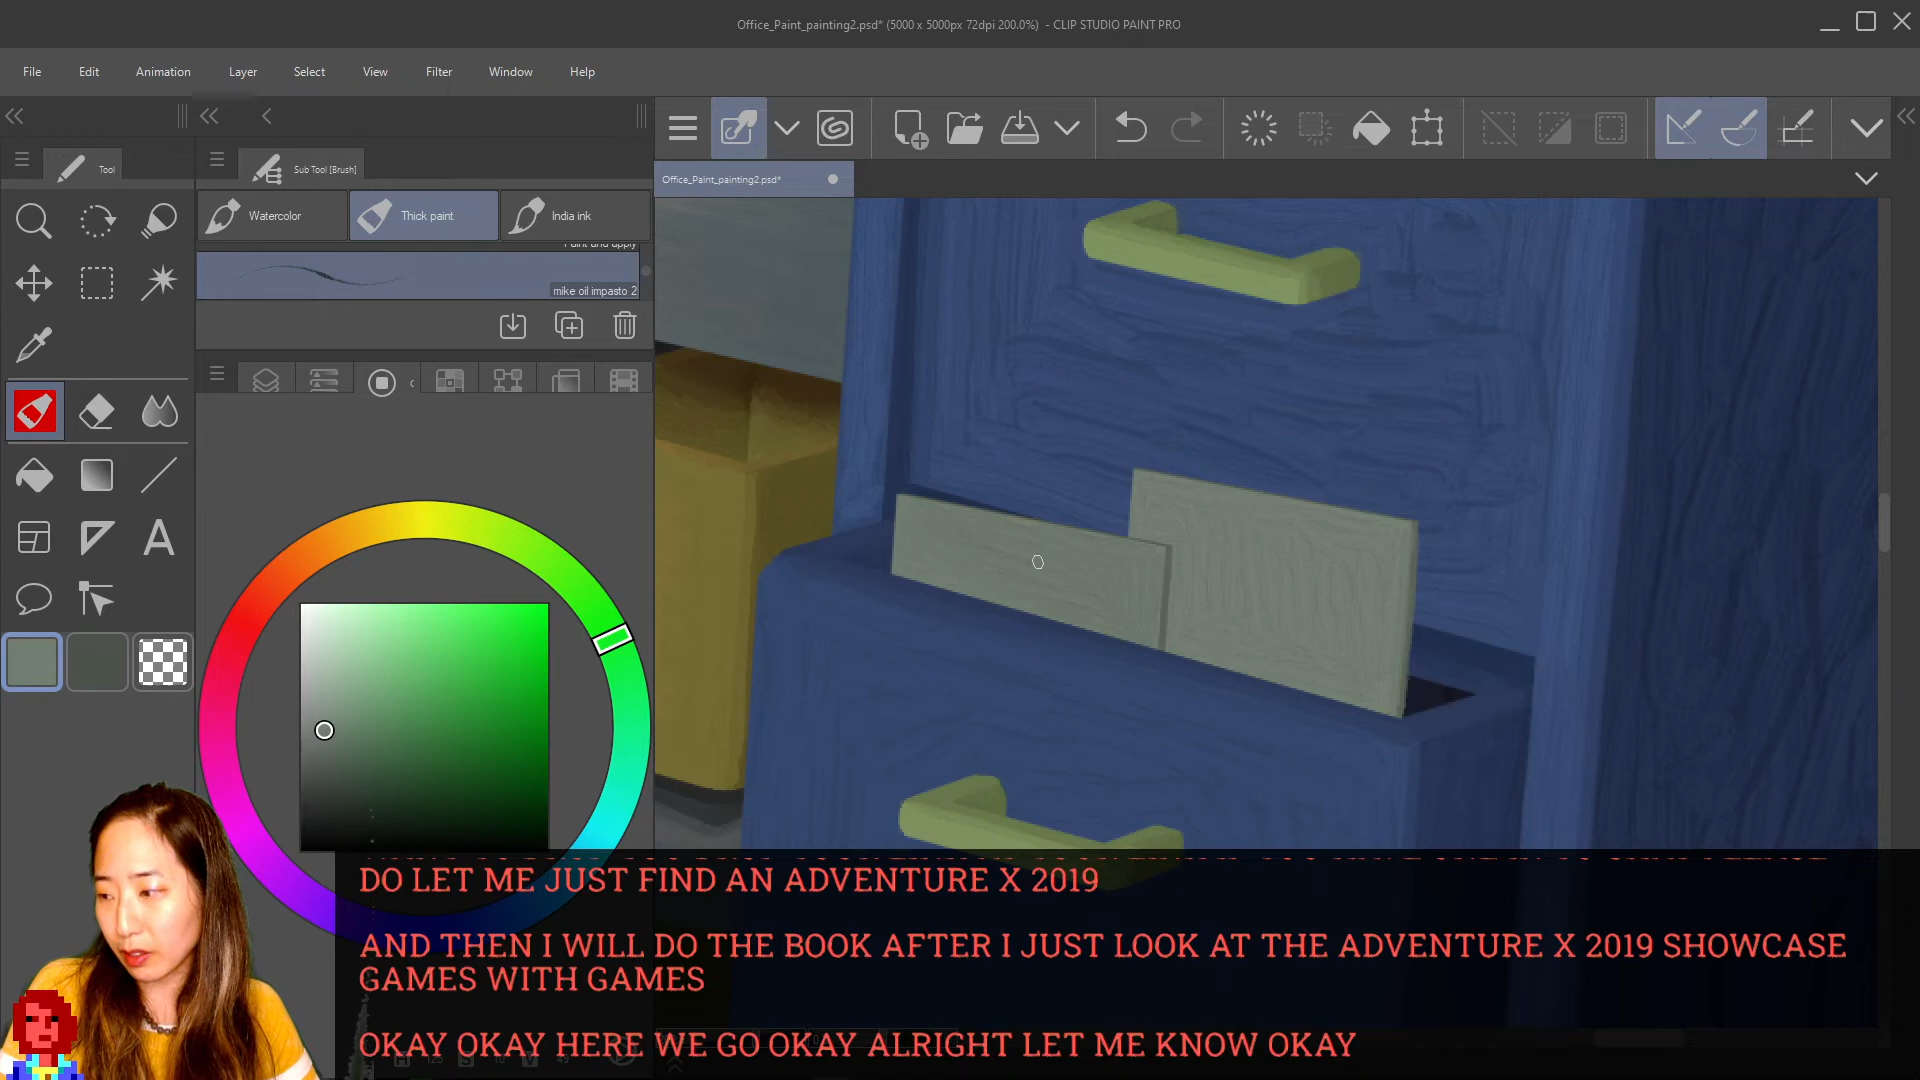 Office_Paint_painting2.psd* (5000 x 5000px 72dpi 200.0%) - CLIP STUDIO PAINT PRO
File Edit Animation Layer Select View Filter Window Help
Tool
Sub Tool [Brush]
Office_Paint_painting2.psd*
Watercolor Thick paint India ink
Paint and apply
mike oil impasto 2
DO LET ME JUST FIND AN ADVENTURE X 2019
AND THEN I WILL DO THE BOOK AFTER I JUST LOOK AT THE ADVENTURE X 2019 SHOWCASE
GAMES WITH GAMES
OKAY OKAY HERE WE GO OKAY ALRIGHT LET ME KNOW OKAY